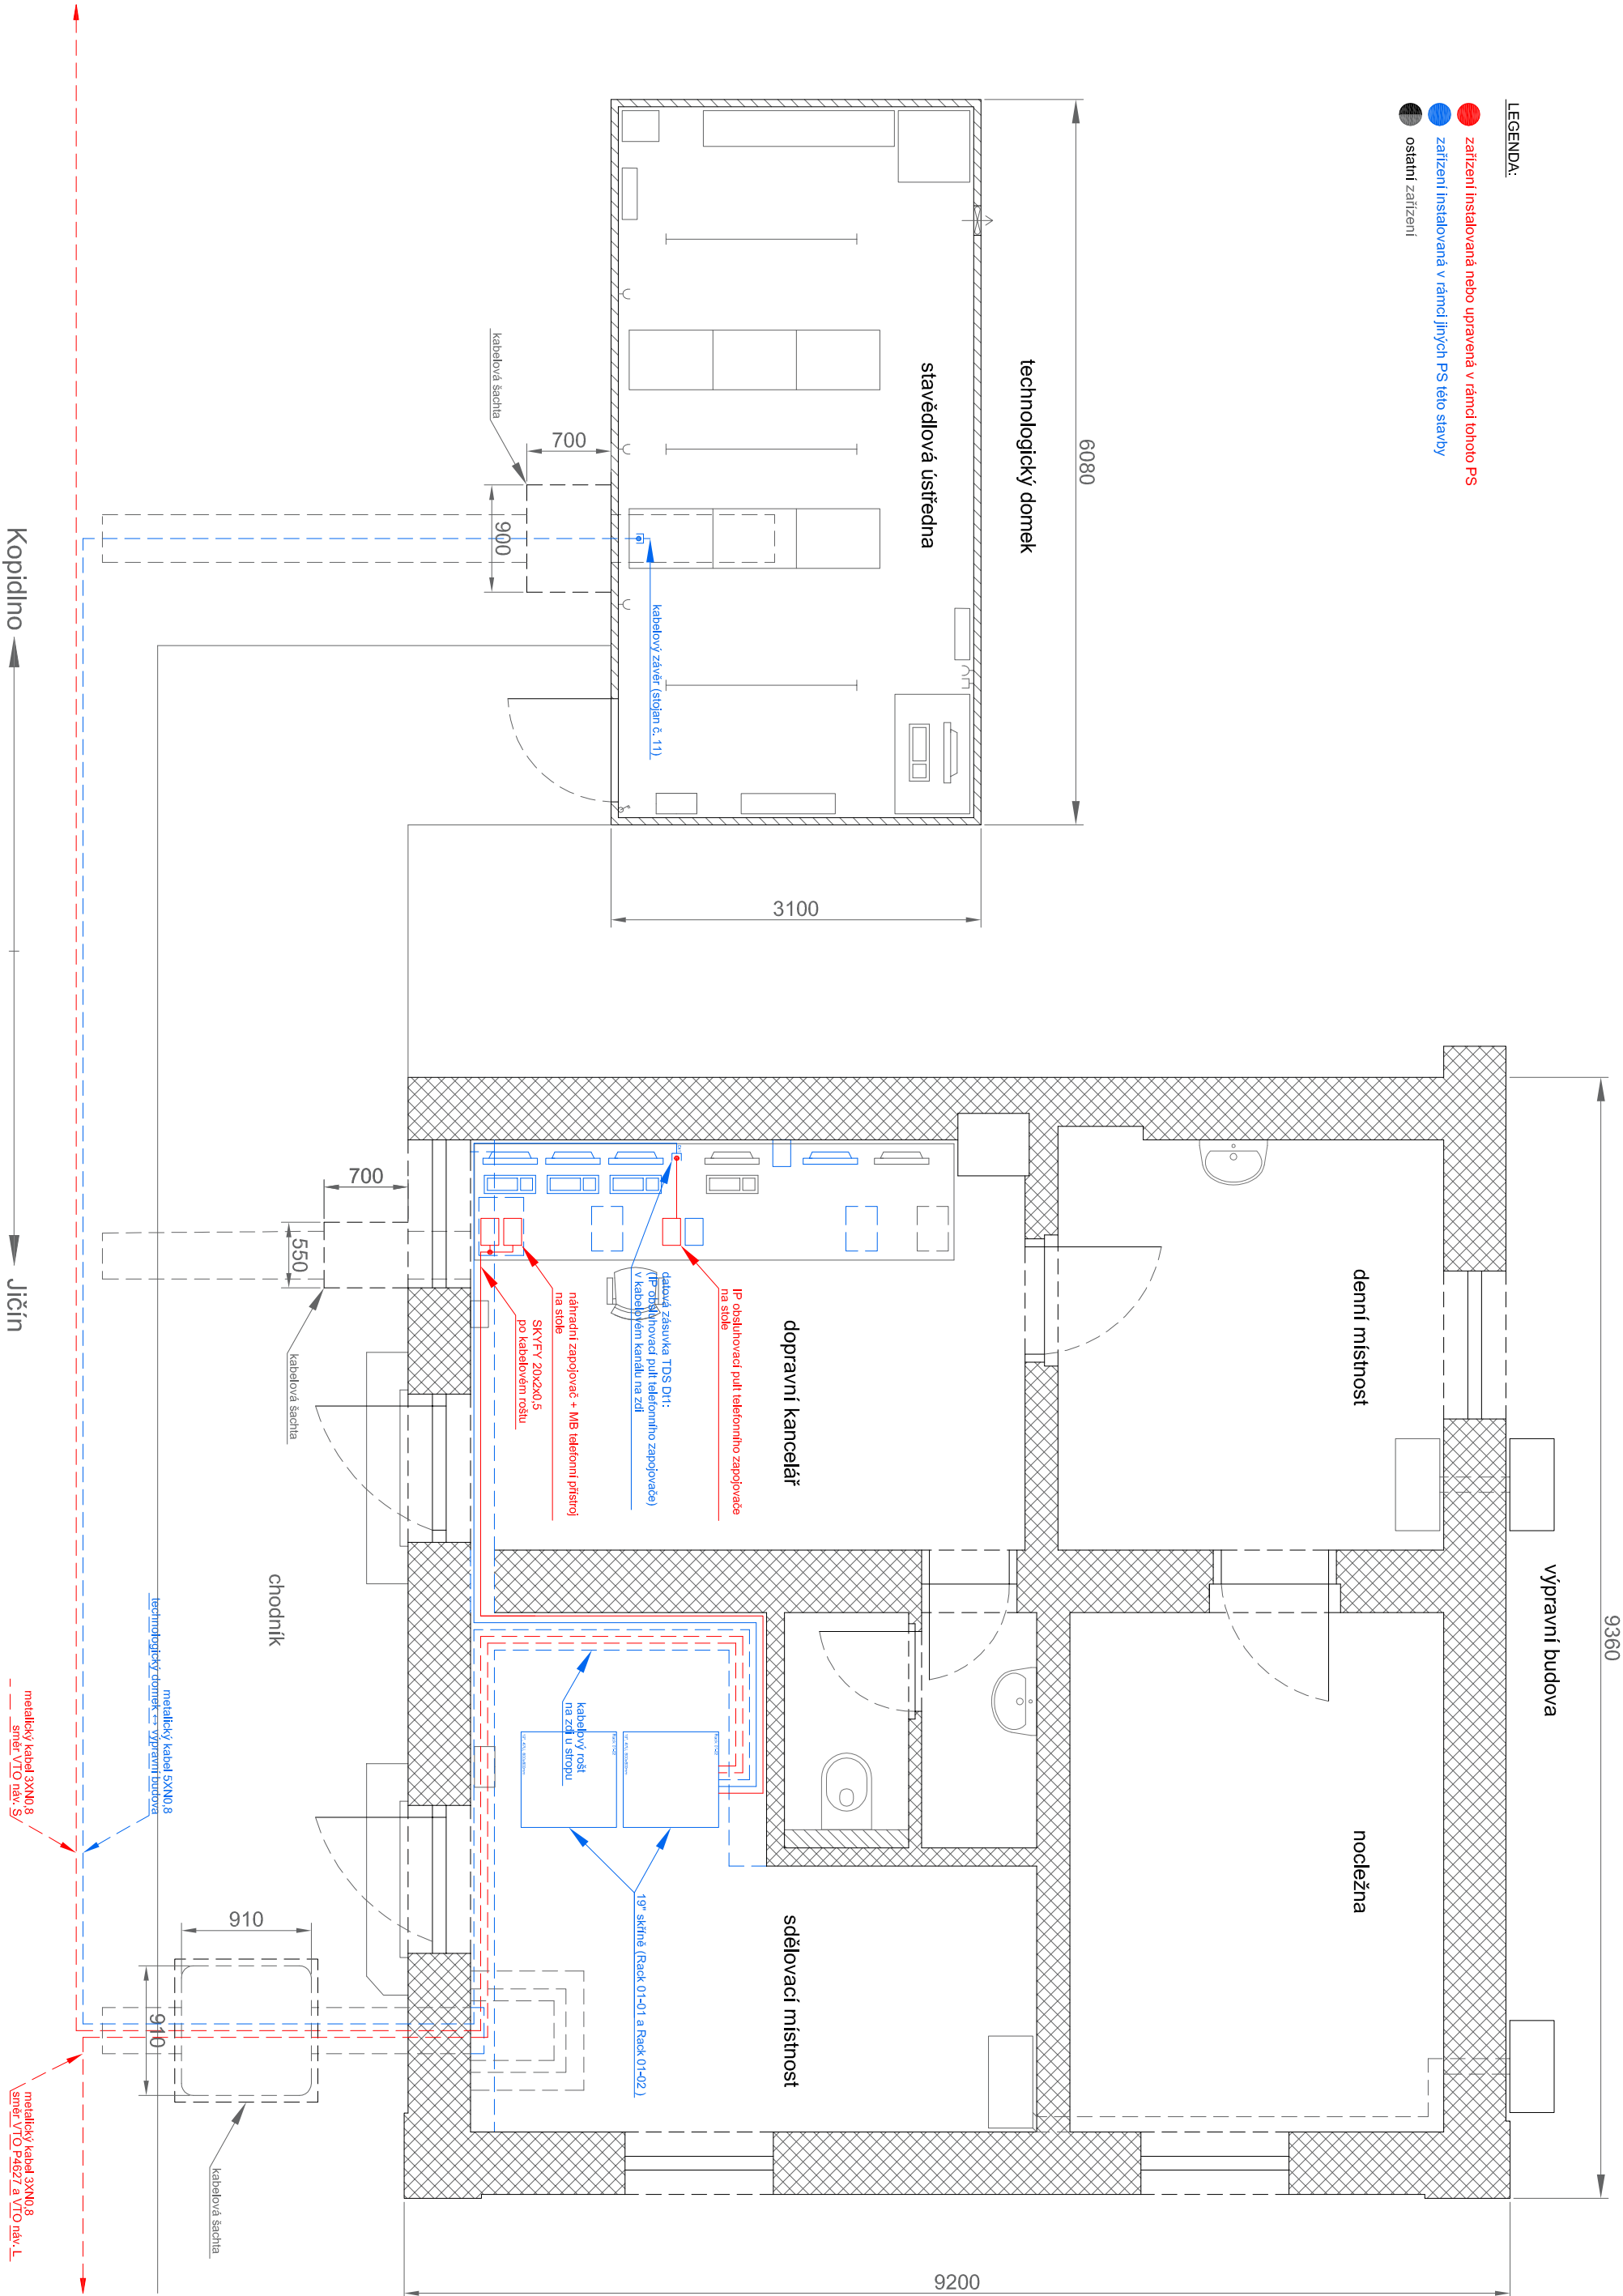 LEGENDA:
zařízení instalovaná nebo upravená v rámci tohoto PS
zařízení instalovaná v rámci jiných PS této stavby
ostatní zařízení
technologický domek
6080
stavědlová ústředna
3100
kabelový závěr (stojan č. 11)
kabelová šachta
700
900
výpravní budova
9360
9200
denní místnost
nocležna
dopravní kancelář
sdělovací místnost
IP obsluhovací pult telefonního zapojovače
na stole
datová zásuvka TDS Dt1:
(IP obsluhovací pult telefonního zapojovače)
v kabelovém kanálu na zdi
náhradní zapojovač + MB telefonní přístroj
na stole
SKYFY 20x2x0,5
po kabelovém roštu
kabelový rošt
na zdi u stropu
19" skříně (Rack 01-01 a Rack 01-02 )
700
550
kabelová šachta
chodník
910
910
kabelová šachta
metalický kabel 5XN0,8
technologický domek ↔ výpravní budova
metalický kabel 3XN0,8
směr VTO náv. S
metalický kabel 3XN0,8
směr VTO P4627 a VTO náv. L
Kopidlno
Jičín